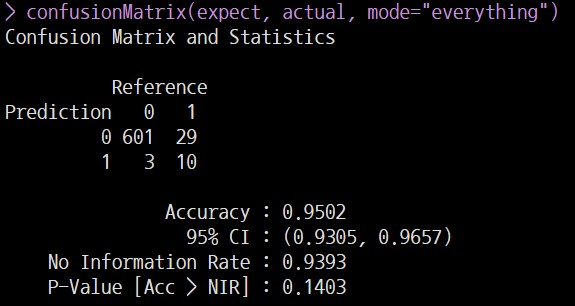 > confusionMatrix(expect, actual, mode="everything")
Confusion Matrix and Statistics
Reference
Prediction 0 1
0 601 29
1 3 10
Accuracy : 0.9502
95% CI : (0.9305, 0.9657)
No Information Rate : 0.9393
P-Value [Acc > NIR] : 0.1403